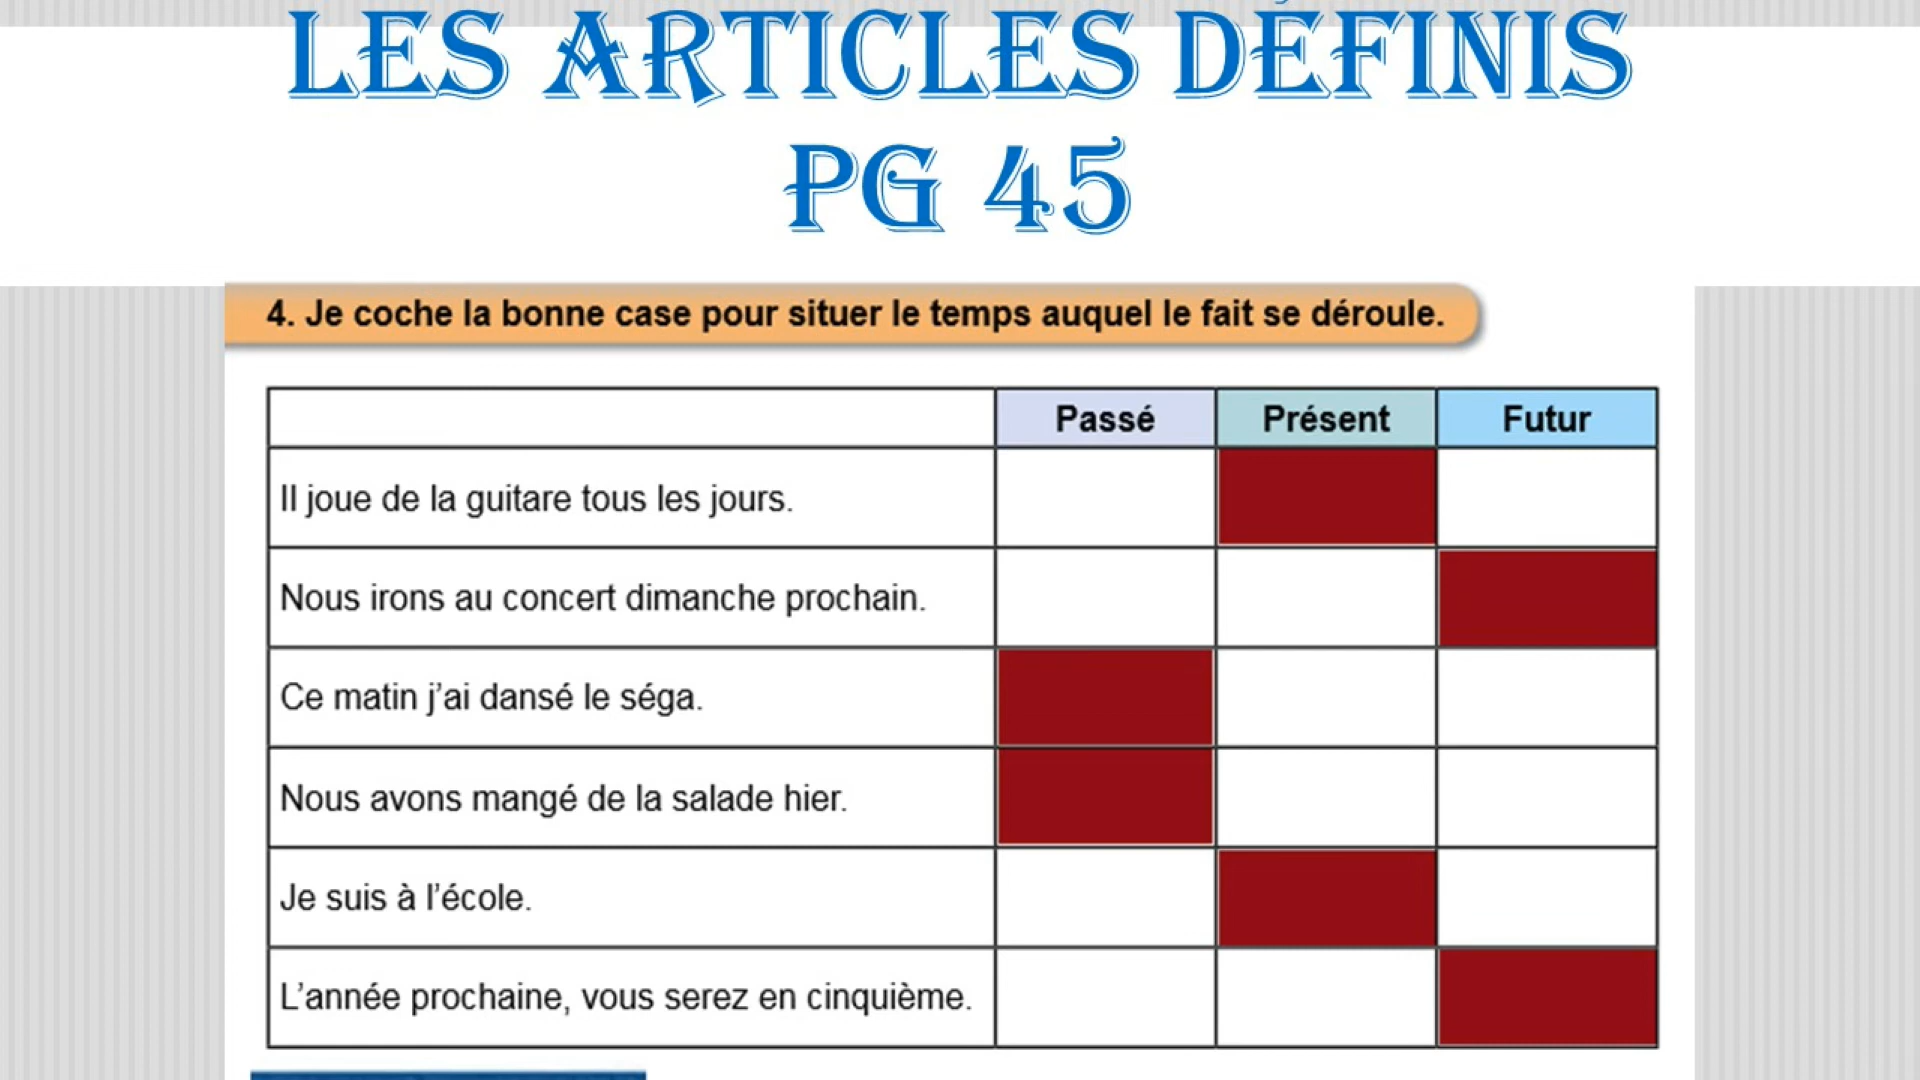 LES ARTICLES DÉFINIS
PG 45
4. Je coche la bonne case pour situer le temps auquel le fait se déroule.
Passé Présent Futur
Il joue de la guitare tous les jours.
Nous irons au concert dimanche prochain.
Ce matin j’ai dansé le séga.
Nous avons mangé de la salade hier.
Je suis à l’école.
L’année prochaine, vous serez en cinquième.